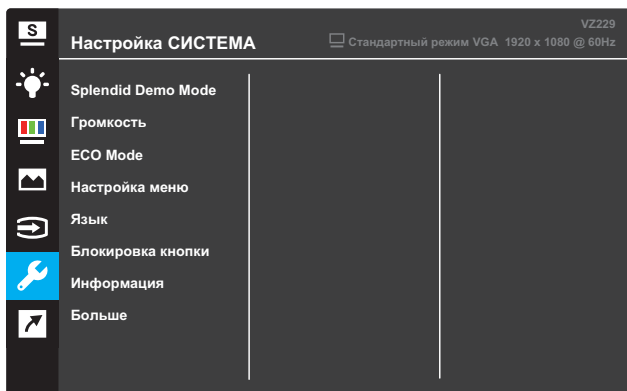 S
VZ229
Настройка СИСТЕМА
Стандартный режим VGA 1920 x 1080 @ 60Hz
Splendid Demo Mode
Громкость
ECO Mode
Настройка меню
Язык
Блокировка кнопки
Информация
Больше